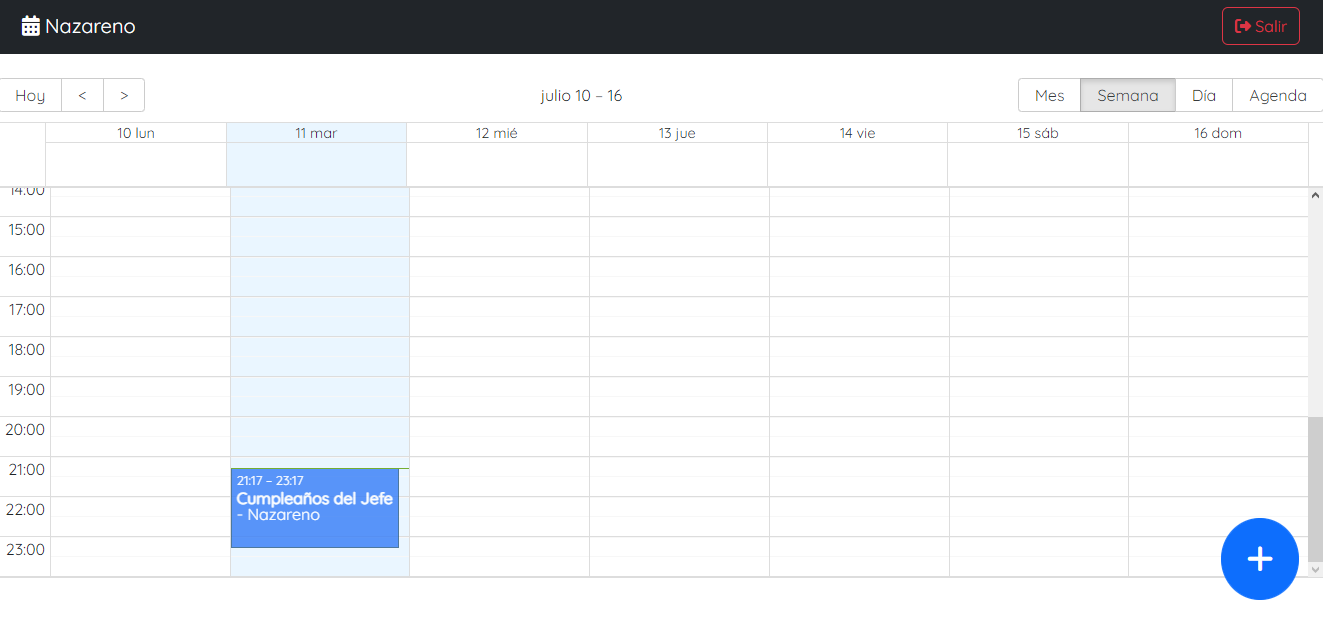 Nazareno
Salir
Hoy < >
julio 10 – 16
Mes Semana Día Agenda
10 lun 11 mar 12 mié 13 jue 14 vie 15 sáb 16 dom
14:00
15:00
16:00
17:00
18:00
19:00
20:00
21:00
21:17 – 23:17
Cumpleaños del Jefe
- Nazareno
22:00
23:00
+